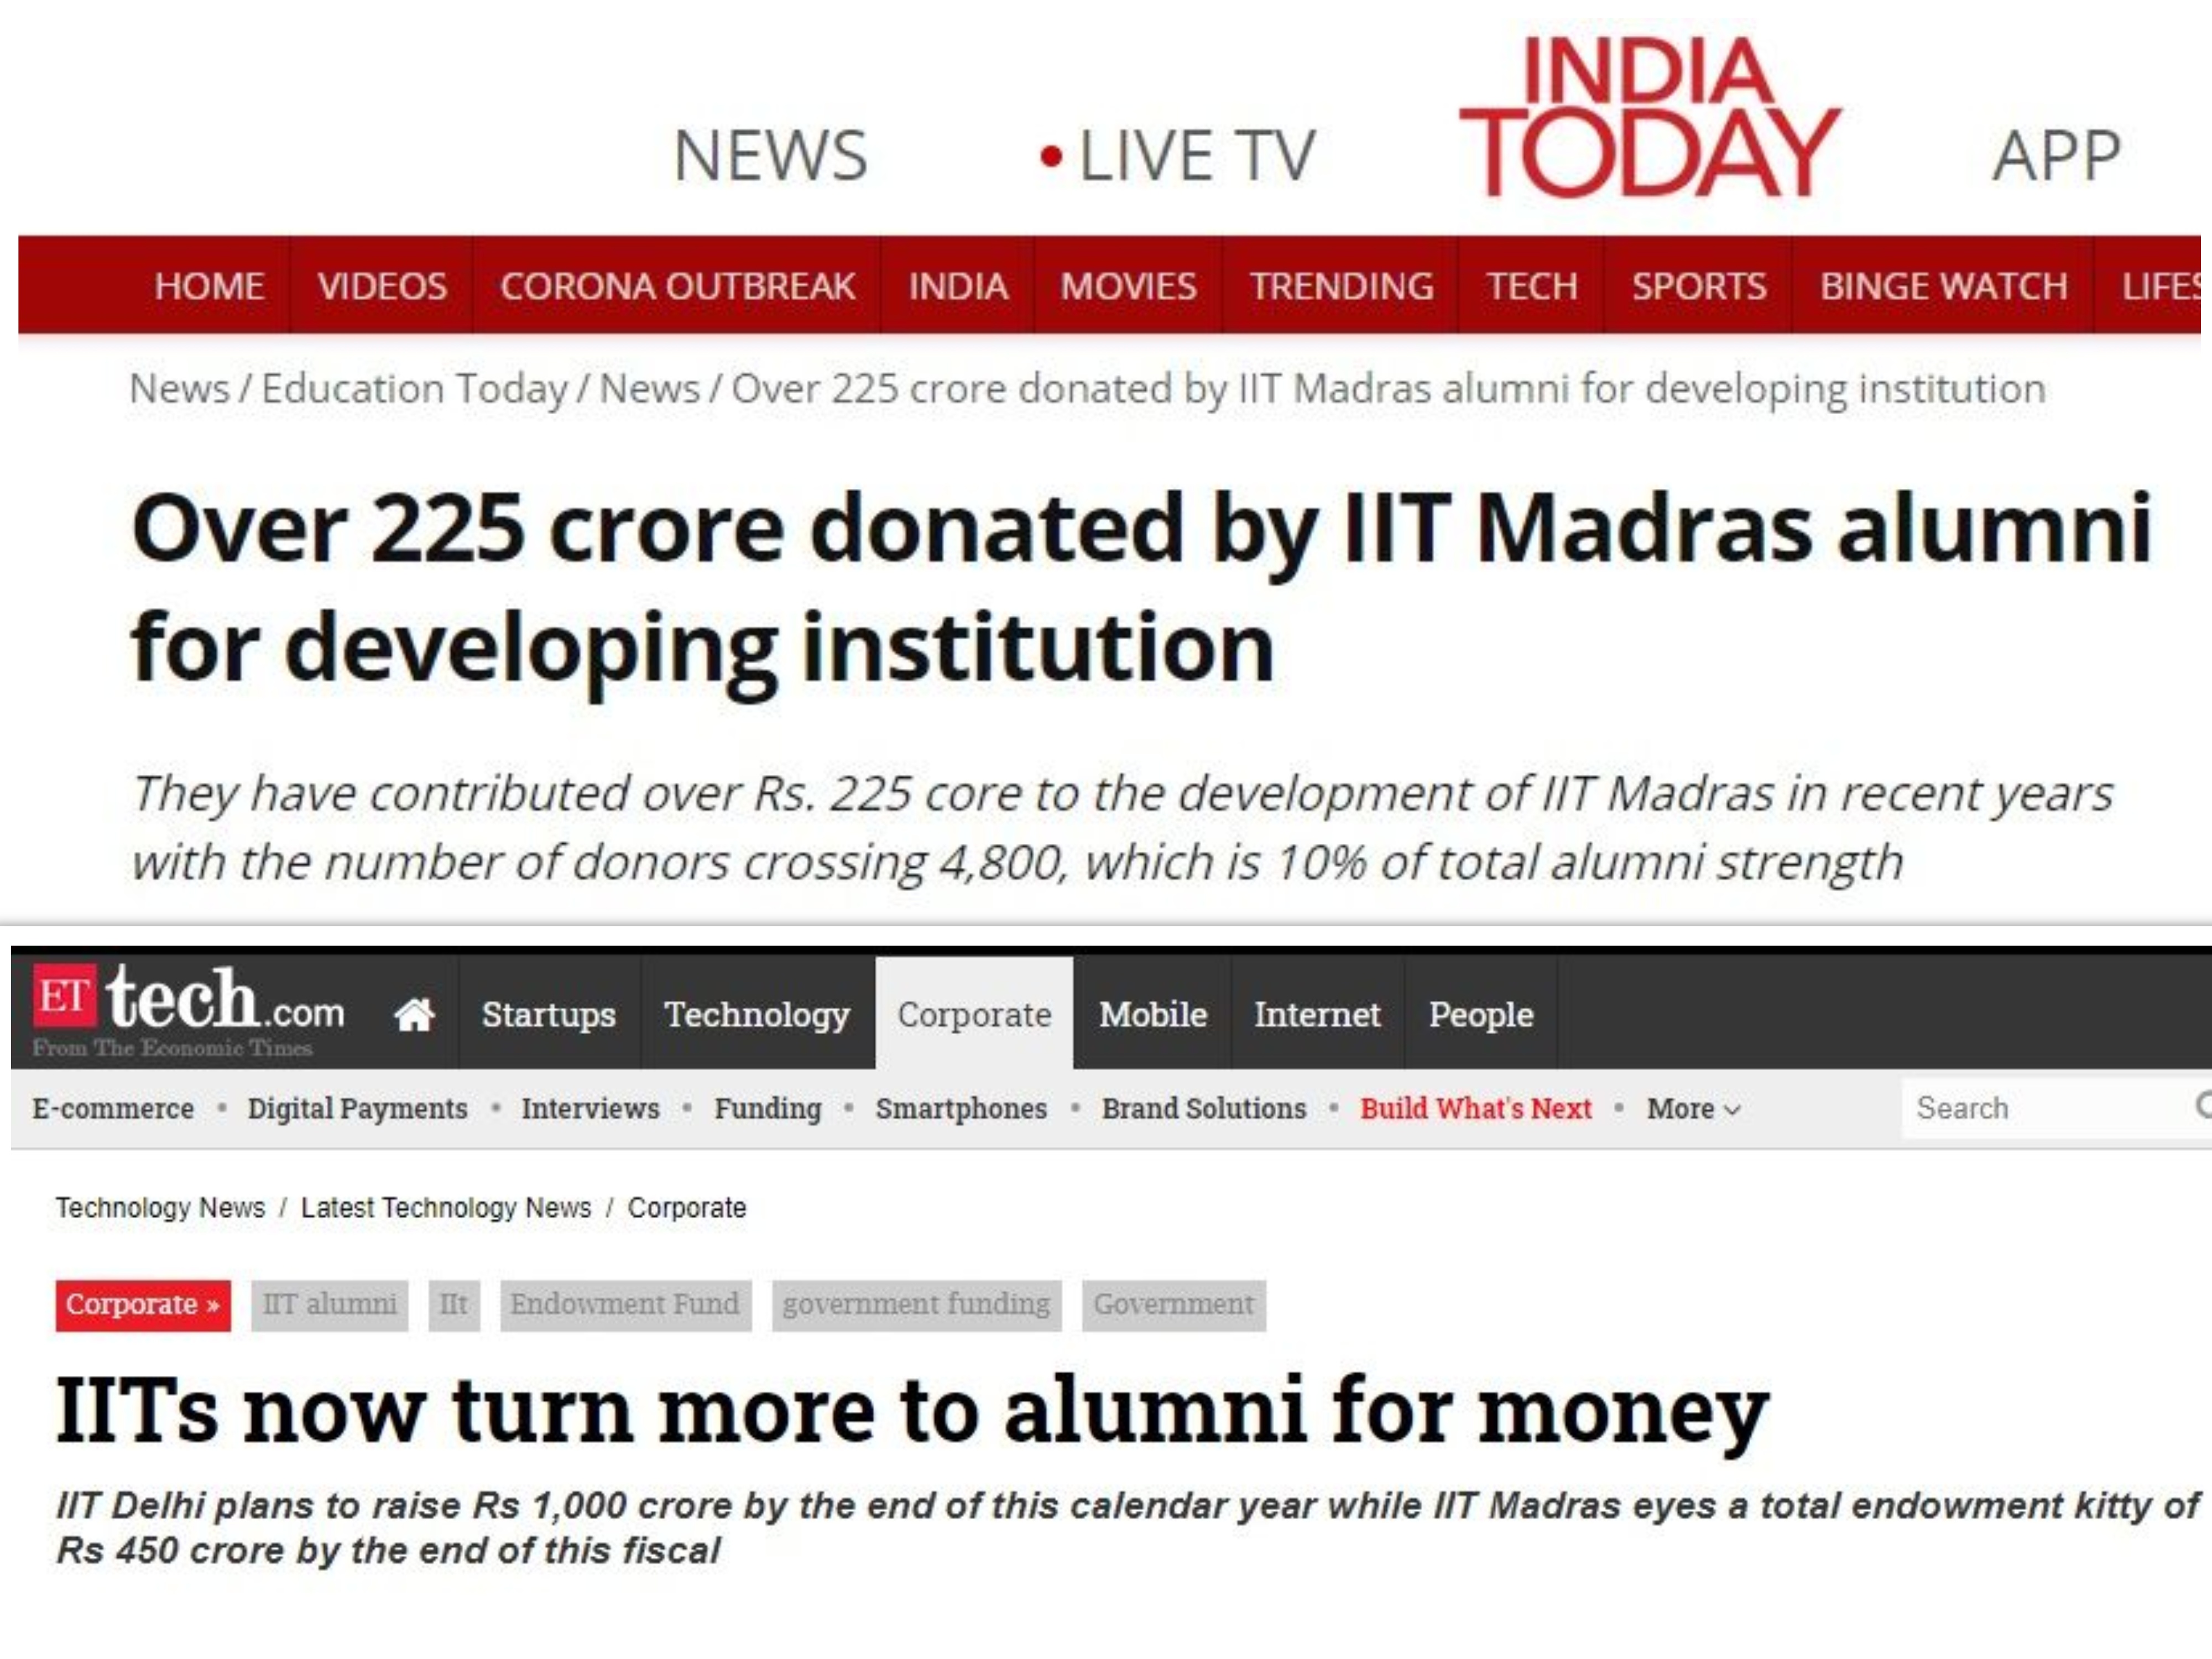 INDIA
TODAY
NEWS • LIVE TV APP
HOME VIDEOS CORONA OUTBREAK INDIA MOVIES TRENDING TECH SPORTS BINGE WATCH LIFES
News / Education Today / News / Over 225 crore donated by IIT Madras alumni for developing institution
Over 225 crore donated by IIT Madras alumni
for developing institution
They have contributed over Rs. 225 core to the development of IIT Madras in recent years
with the number of donors crossing 4,800, which is 10% of total alumni strength
ET tech.com Startups Technology Corporate Mobile Internet People
From The Economic Times
E-commerce • Digital Payments • Interviews • Funding • Smartphones • Brand Solutions • Build What's Next • More Search
Technology News / Latest Technology News / Corporate
Corporate » IIT alumni IIt Endowment Fund government funding Government
IITs now turn more to alumni for money
IIT Delhi plans to raise Rs 1,000 crore by the end of this calendar year while IIT Madras eyes a total endowment kitty of
Rs 450 crore by the end of this fiscal